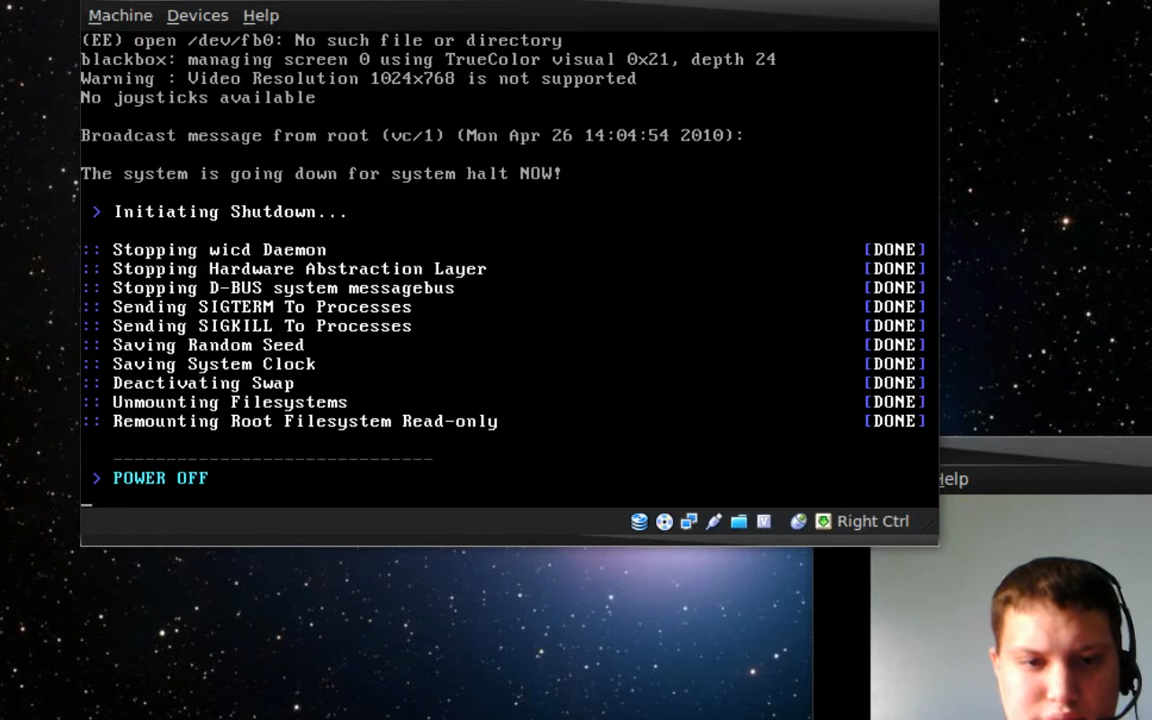 Machine Devices Help
(EE) open /dev/fb0: No such file or directory
blackbox: managing screen 0 using TrueColor visual 0x21, depth 24
Warning : Video Resolution 1024x768 is not supported
No joysticks available
Broadcast message from root (vc/1) (Mon Apr 26 14:04:54 2010):
The system is going down for system halt NOW!
> Initiating Shutdown...
:: Stopping wicd Daemon [DONE]
:: Stopping Hardware Abstraction Layer [DONE]
:: Stopping D-BUS system messagebus [DONE]
:: Sending SIGTERM To Processes [DONE]
:: Sending SIGKILL To Processes [DONE]
:: Saving Random Seed [DONE]
:: Saving System Clock [DONE]
:: Deactivating Swap [DONE]
:: Unmounting Filesystems [DONE]
:: Remounting Root Filesystem Read-only [DONE]
------------------------------
> POWER OFF
_
Help
V Right Ctrl